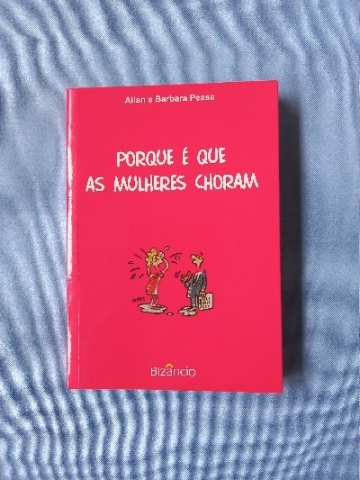 Allan e Barbara Pease
PORQUE É QUE
AS MULHERES CHORAM
Bizâncio